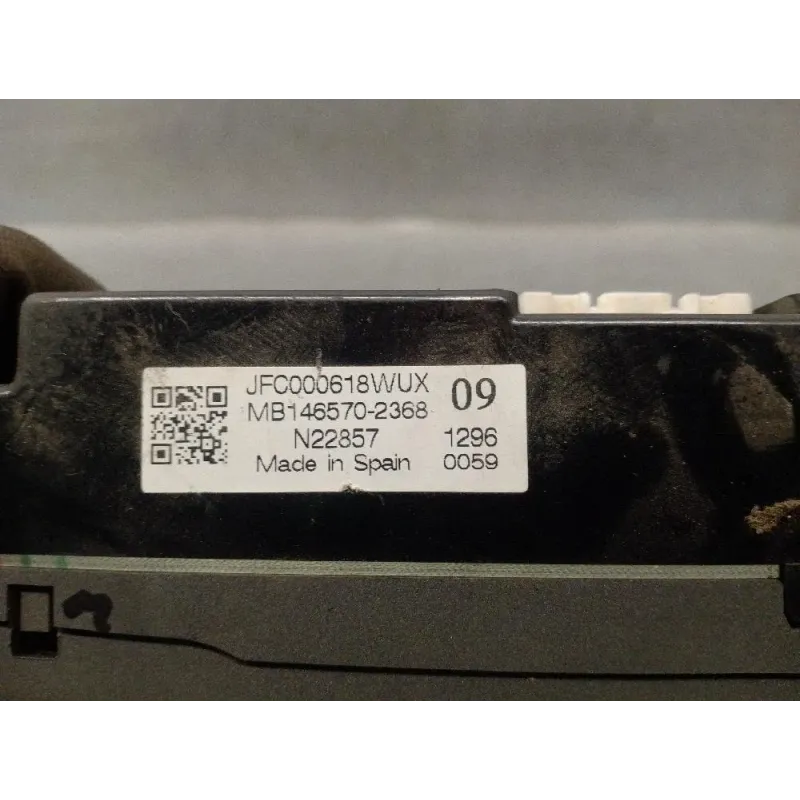 JFC000618WUX 09
MB146570-2368
N22857 1296
Made in Spain 0059